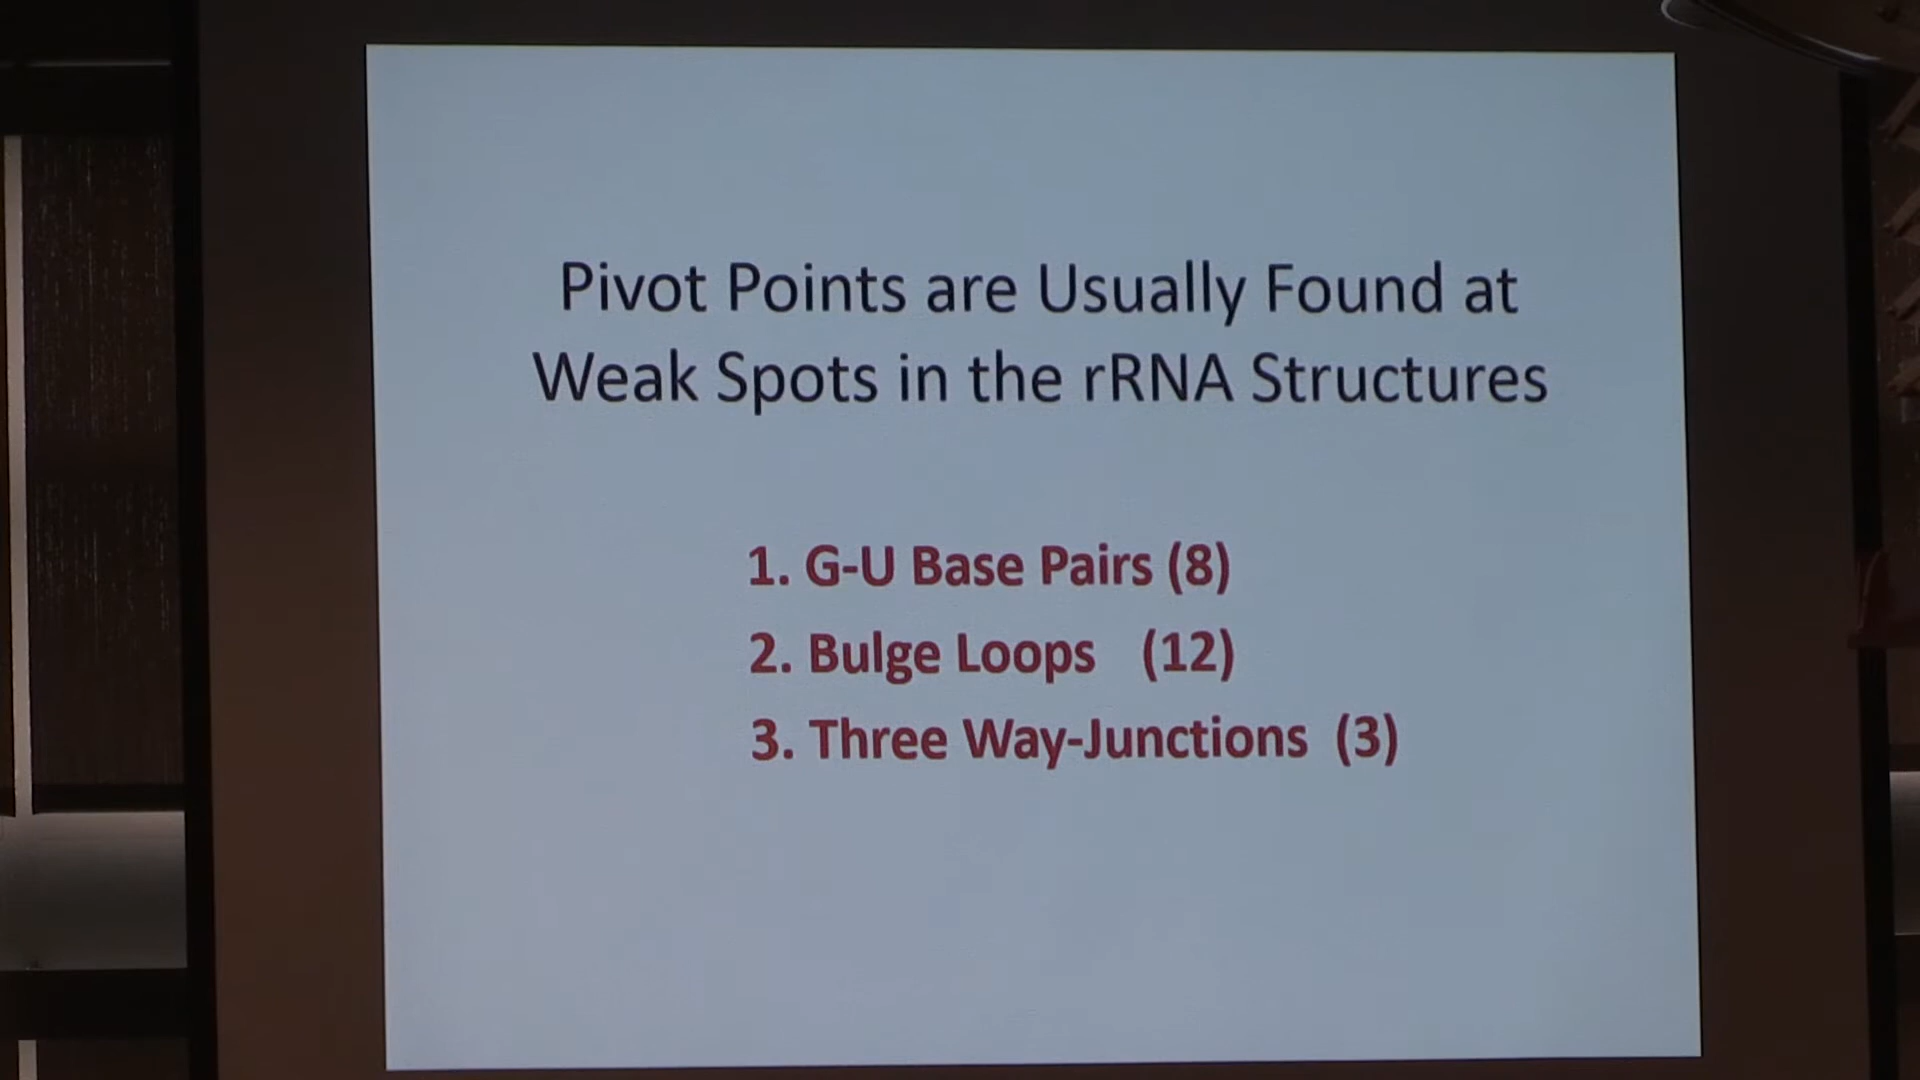 Pivot Points are Usually Found at
Weak Spots in the rRNA Structures
1. G-U Base Pairs (8)
2. Bulge Loops (12)
3. Three Way-Junctions (3)